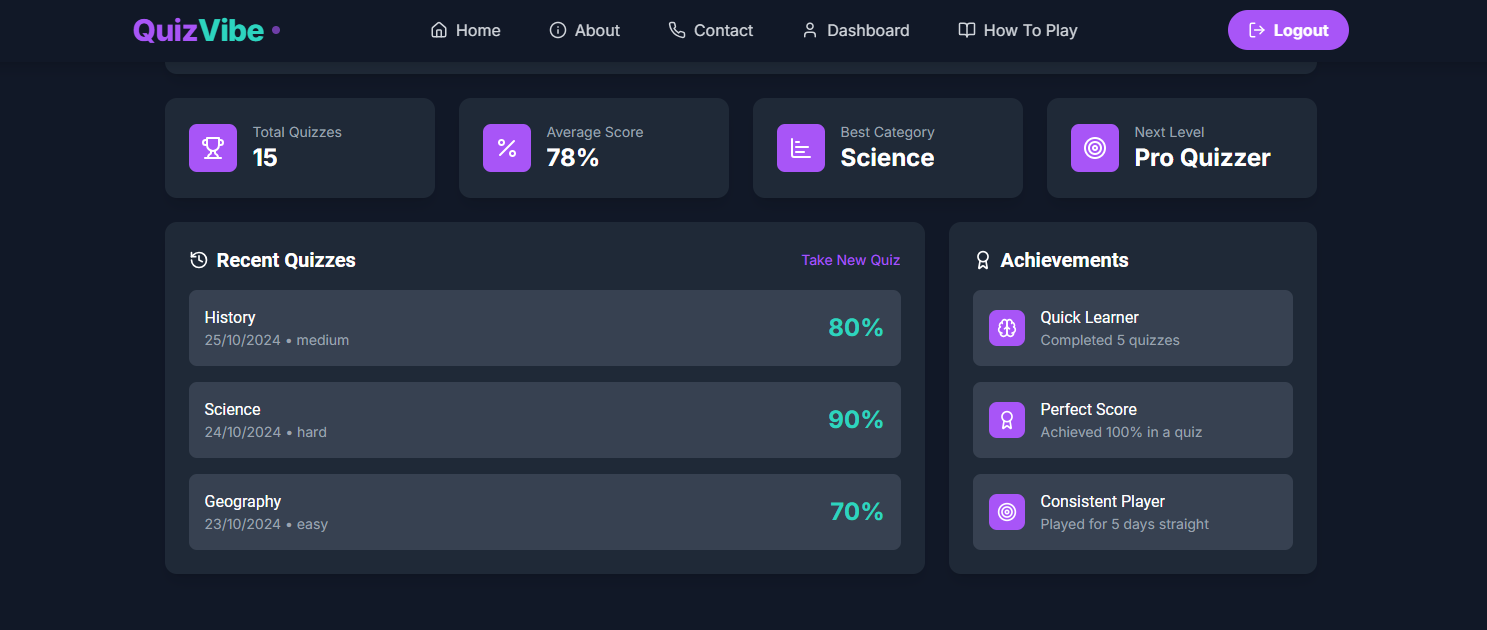 QuizVibe
Home
About
Contact
Dashboard
How To Play
Logout
Total Quizzes
15
Average Score
78%
Best Category
Science
Next Level
Pro Quizzer
Recent Quizzes
Take New Quiz
History
25/10/2024 • medium
80%
Science
24/10/2024 • hard
90%
Geography
23/10/2024 • easy
70%
Achievements
Quick Learner
Completed 5 quizzes
Perfect Score
Achieved 100% in a quiz
Consistent Player
Played for 5 days straight